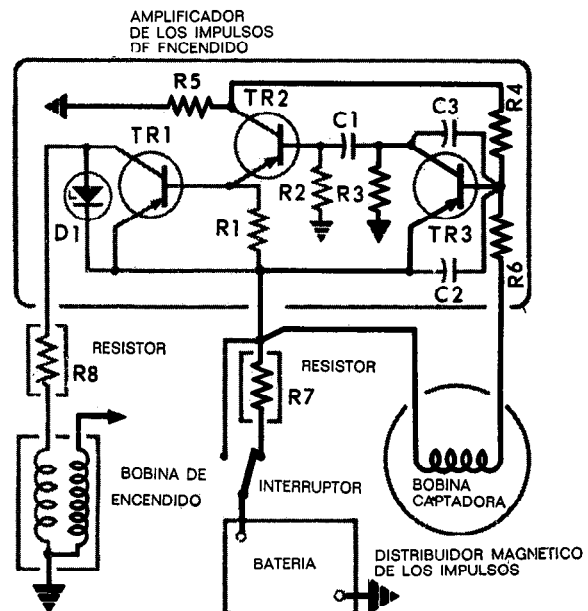 AMPLIFICADOR
DE LOS IMPULSOS
DE ENCENDIDO
R5
TR2
R4
C1
C3
TR1
R2
R3
D1
R1
TR3
R6
C2
RESISTOR
R8
RESISTOR
R7
BOBINA DE
ENCENDIDO
INTERRUPTOR
BOBINA
CAPTADORA
BATERIA
DISTRIBUIDOR MAGNETICO
DE LOS IMPULSOS